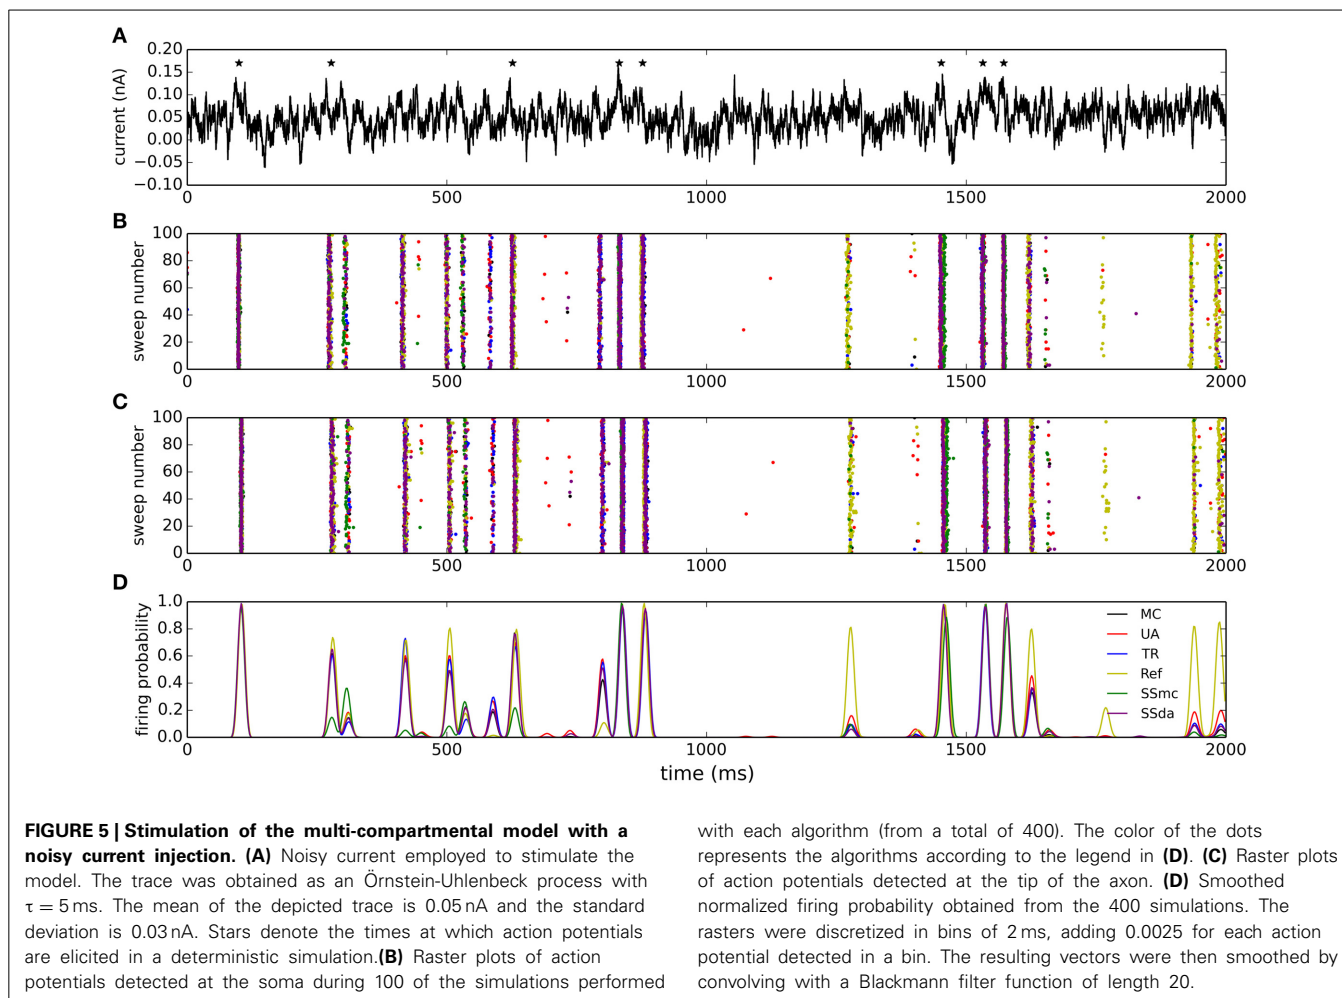 A
0.20
0.15
0.10
0.05
0.00
−0.05
−0.10
current (nA)
0
500
1000
1500
2000
B
100
80
60
40
20
0
sweep number
0
500
1000
1500
2000
C
100
80
60
40
20
0
sweep number
0
500
1000
1500
2000
D
1.0
0.8
0.6
0.4
0.2
0.0
firing probability
MC
UA
TR
Ref
SSmc
SSda
0
500
1000
1500
2000
time (ms)
FIGURE 5 | Stimulation of the multi-compartmental model with a
noisy current injection. (A) Noisy current employed to stimulate the
model. The trace was obtained as an Örnstein-Uhlenbeck process with
τ = 5 ms. The mean of the depicted trace is 0.05 nA and the standard
deviation is 0.03 nA. Stars denote the times at which action potentials
are elicited in a deterministic simulation.(B) Raster plots of action
potentials detected at the soma during 100 of the simulations performed
with each algorithm (from a total of 400). The color of the dots
represents the algorithms according to the legend in (D). (C) Raster plots
of action potentials detected at the tip of the axon. (D) Smoothed
normalized firing probability obtained from the 400 simulations. The
rasters were discretized in bins of 2 ms, adding 0.0025 for each action
potential detected in a bin. The resulting vectors were then smoothed by
convolving with a Blackmann filter function of length 20.